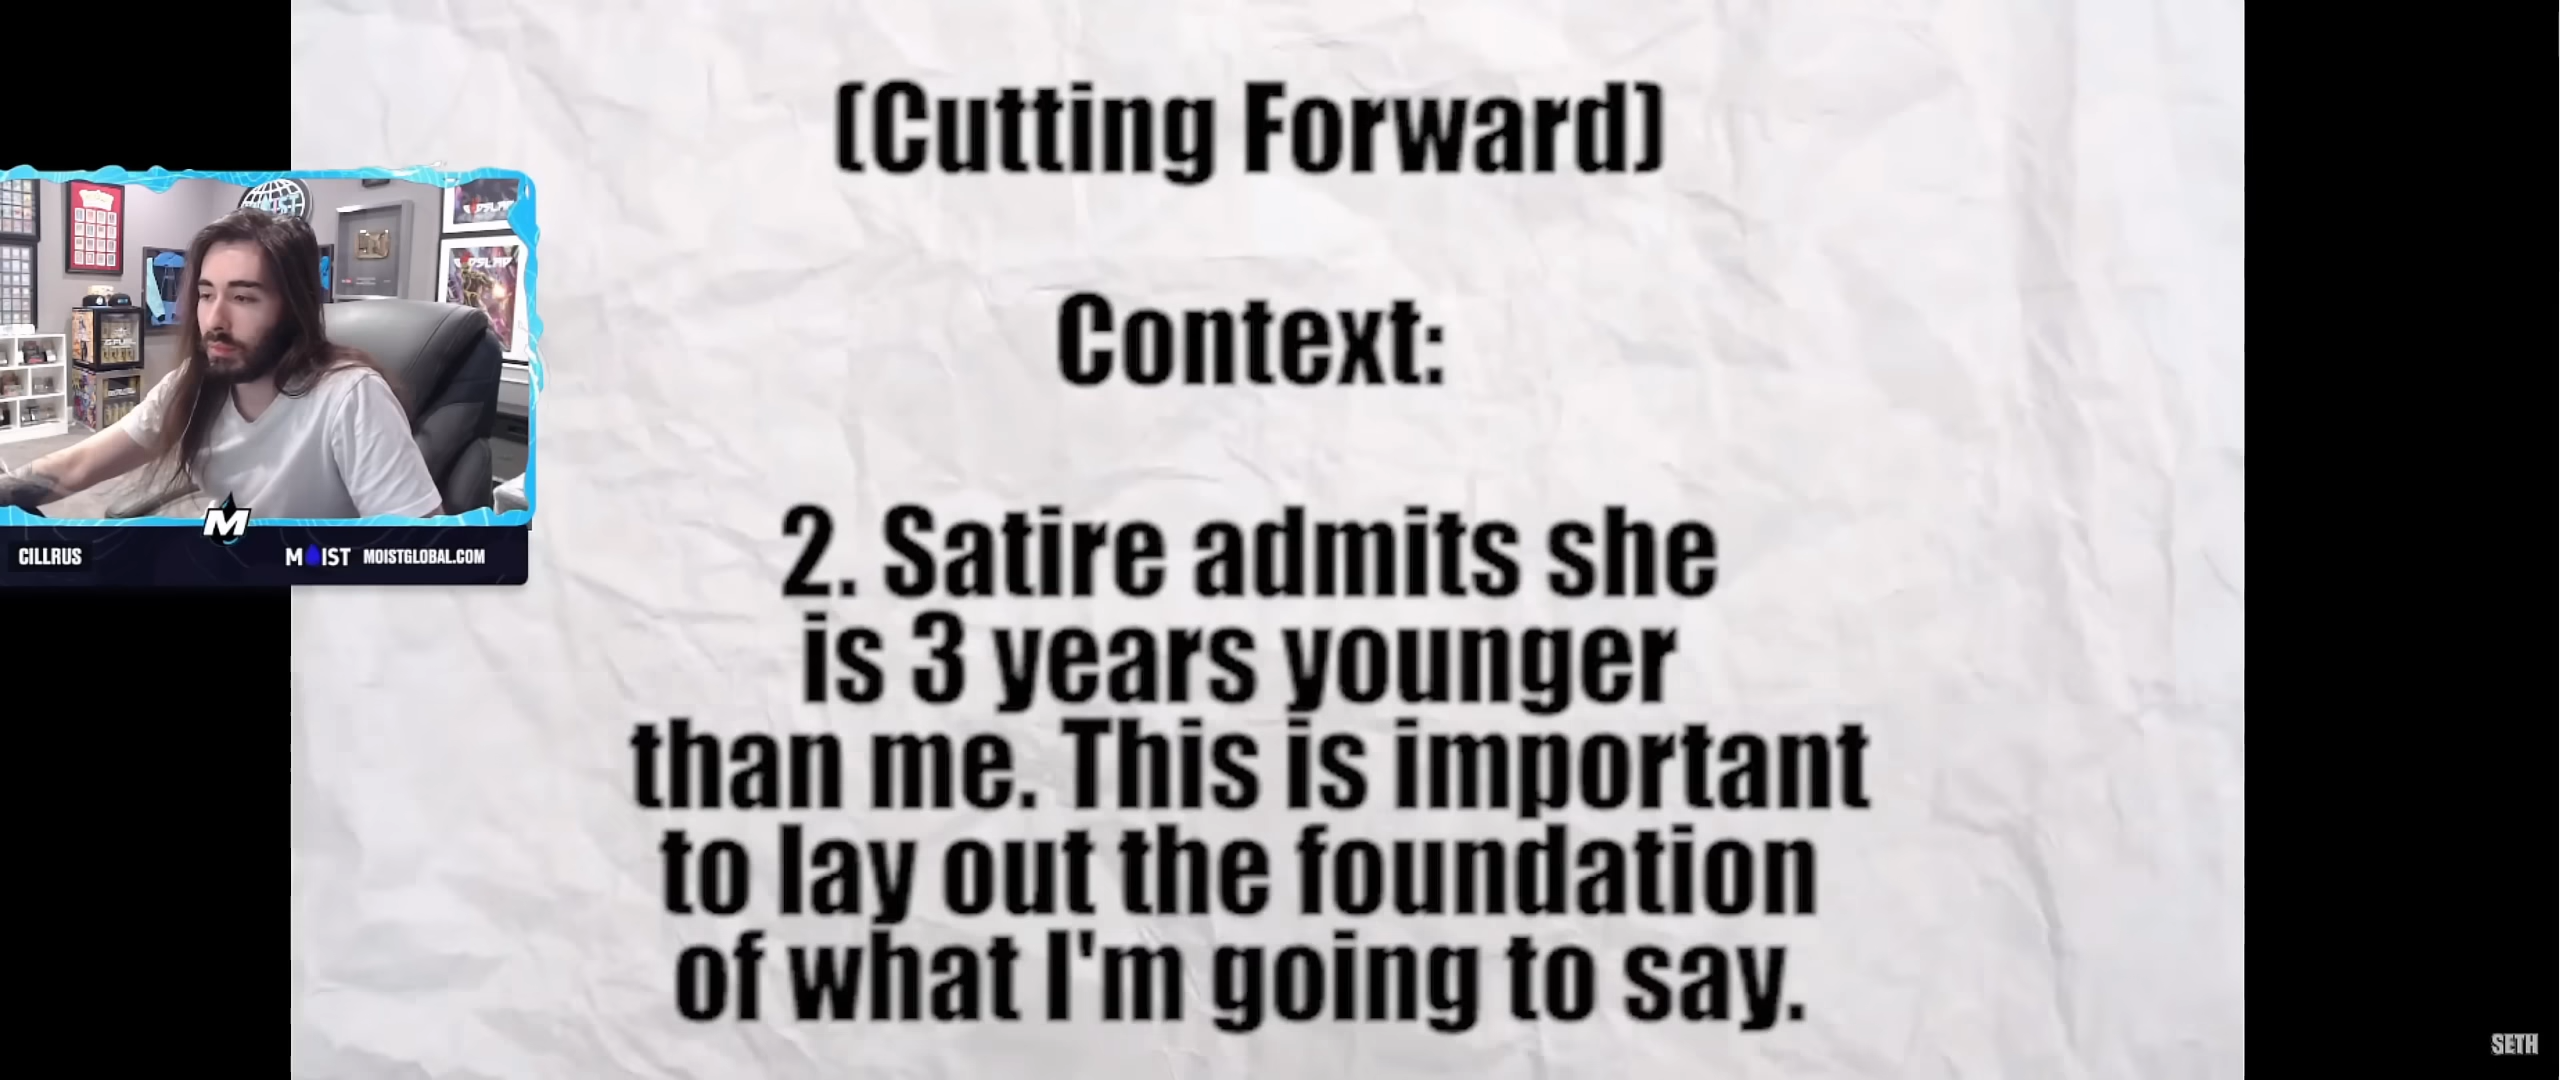 (Cutting Forward)
Context:
2. Satire admits she
is 3 years younger
than me. This is important
to lay out the foundation
of what I'm going to say.
CILLRUS
M
MOIST MOISTGLOBAL.COM
SETH